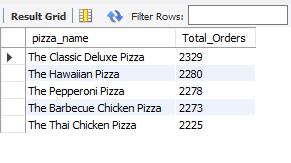 Result Grid Filter Rows:
pizza_name Total_Orders
The Classic Deluxe Pizza 2329
The Hawaiian Pizza 2280
The Pepperoni Pizza 2278
The Barbecue Chicken Pizza 2273
The Thai Chicken Pizza 2225